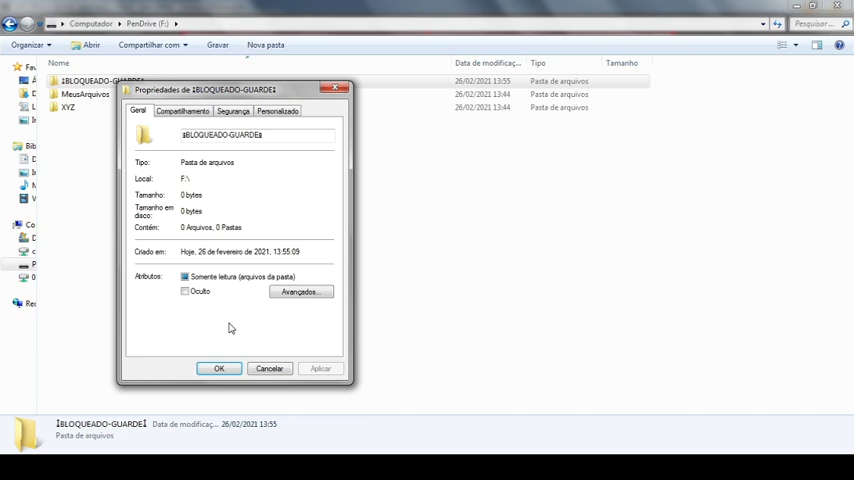 Computador ▸ PenDrive (F:) ▸
Pesquisar...
Organizar ▾ Abrir Compartilhar com ▾ Gravar Nova pasta
Nome Data de modificaç... Tipo Tamanho
Fav
BLOQUEADO-GUARDE 26/02/2021 13:55 Pasta de arquivos
MeusArquivos 26/02/2021 13:44 Pasta de arquivos
XYZ 26/02/2021 13:44 Pasta de arquivos
Propriedades de BLOQUEADO-GUARDE
Geral Compartilhamento Segurança Personalizado
BLOQUEADO-GUARDE
Tipo: Pasta de arquivos
Local: F:\
Tamanho: 0 bytes
Tamanho em disco: 0 bytes
Contém: 0 Arquivos, 0 Pastas
Criado em: Hoje, 26 de fevereiro de 2021, 13:55:09
Atributos: Somente leitura (arquivos da pasta)
Oculto Avançados...
OK Cancelar Aplicar
Bib
Co
Rec
BLOQUEADO-GUARDE Data de modificaç... 26/02/2021 13:55
Pasta de arquivos